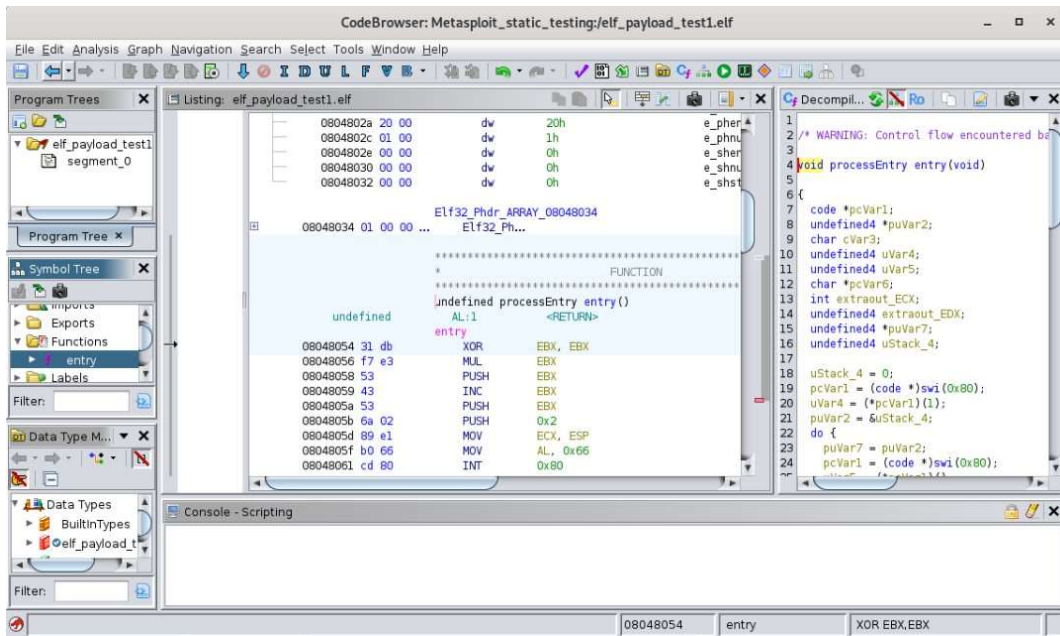 CodeBrowser: Metasploit_static_testing:/elf_payload_test1.elf
File Edit Analysis Graph Navigation Search Select Tools Window Help
I D U L F V B
Program Trees
elf_payload_test1
segment_0
Program Tree
Symbol Tree
Imports
Exports
Functions
entry
Labels
Filter:
Data Type M...
Data Types
BuiltInTypes
elf_payload_t
Filter:
Listing: elf_payload_test1.elf
0804802a 20 00 dw 20h e_phen
0804802c 01 00 dw 1h e_phnu
0804802e 00 00 dw 0h e_shen
08048030 00 00 dw 0h e_shnu
08048032 00 00 dw 0h e_shst
Elf32_Phdr_ARRAY_08048034
08048034 01 00 00 ... Elf32_Ph...
**************************************************
* FUNCTION
**************************************************
undefined processEntry entry()
undefined AL:1 <RETURN>
entry
08048054 31 db XOR EBX, EBX
08048056 f7 e3 MUL EBX
08048058 53 PUSH EBX
08048059 43 INC EBX
0804805a 53 PUSH EBX
0804805b 6a 02 PUSH 0x2
0804805d 89 e1 MOV ECX, ESP
0804805f b0 66 MOV AL, 0x66
08048061 cd 80 INT 0x80
Cf Decompil... Ro
1
2 /* WARNING: Control flow encountered ba
3
4 void processEntry entry(void)
5
6 {
7 code *pcVar1;
8 undefined4 *puVar2;
9 char cVar3;
10 undefined4 uVar4;
11 undefined4 uVar5;
12 char *pcVar6;
13 int extraout_ECX;
14 undefined4 extraout_EDX;
15 undefined4 *puVar7;
16 undefined4 uStack_4;
17
18 uStack_4 = 0;
19 pcVar1 = (code *)swi(0x80);
20 uVar4 = (*pcVar1)(1);
21 puVar2 = &uStack_4;
22 do {
23 puVar7 = puVar2;
24 pcVar1 = (code *)swi(0x80);
Console - Scripting
08048054 entry XOR EBX,EBX